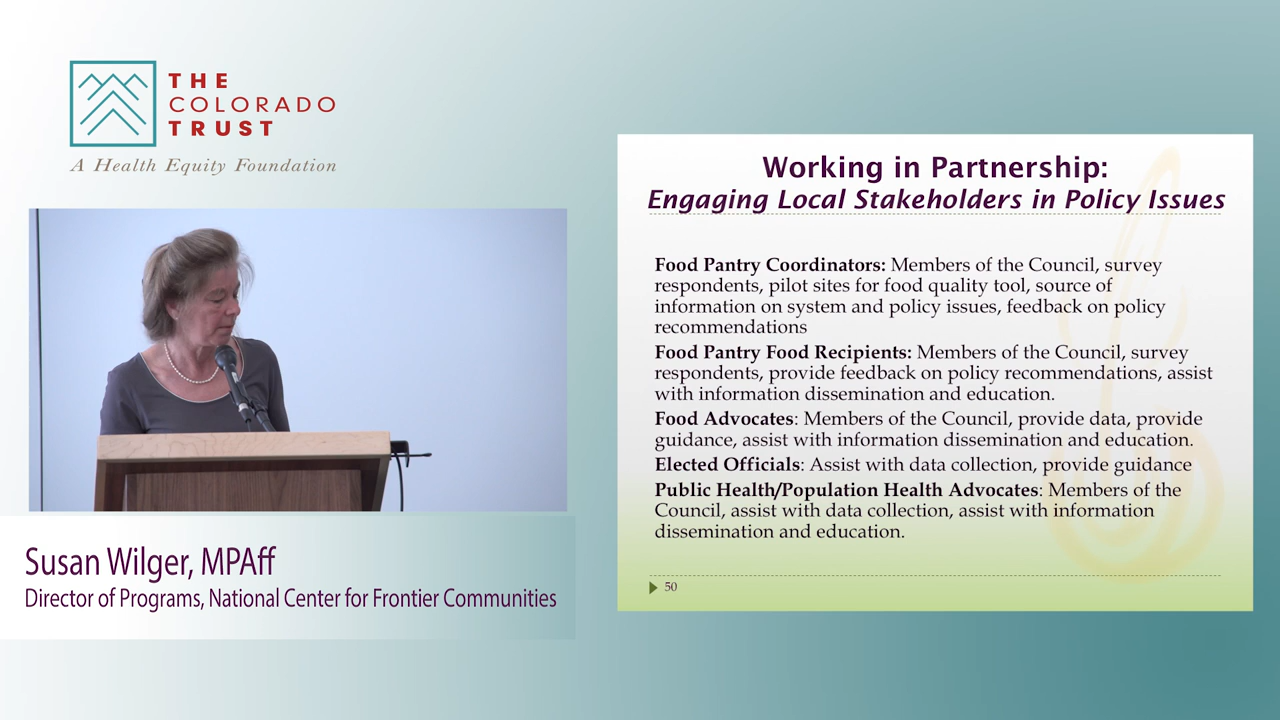 THE
COLORADO
TRUST
A Health Equity Foundation
Susan Wilger, MPAff
Director of Programs, National Center for Frontier Communities
Working in Partnership:
Engaging Local Stakeholders in Policy Issues
Food Pantry Coordinators: Members of the Council, survey
respondents, pilot sites for food quality tool, source of
information on system and policy issues, feedback on policy
recommendations
Food Pantry Food Recipients: Members of the Council, survey
respondents, provide feedback on policy recommendations, assist
with information dissemination and education.
Food Advocates: Members of the Council, provide data, provide
guidance, assist with information dissemination and education.
Elected Officials: Assist with data collection, provide guidance
Public Health/Population Health Advocates: Members of the
Council, assist with data collection, assist with information
dissemination and education.
50